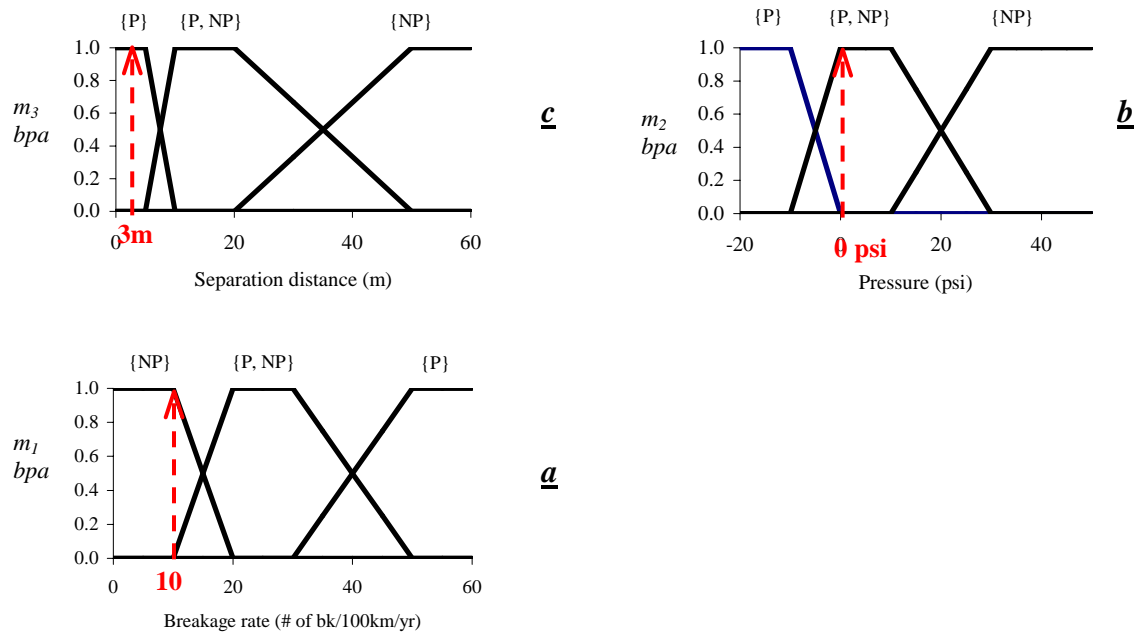 {P} {P, NP} {NP}
1.0
0.8
m3
bpa
0.6
0.4
0.2
0.0
0 20 40 60
3m
Separation distance (m)
c
{P} {P, NP} {NP}
1.0
0.8
m2
bpa
0.6
0.4
0.2
0.0
-20 0 20 40
0 psi
Pressure (psi)
b
{NP} {P, NP} {P}
1.0
0.8
m1
bpa
0.6
0.4
0.2
0.0
10
0 20 40 60
Breakage rate (# of bk/100km/yr)
a